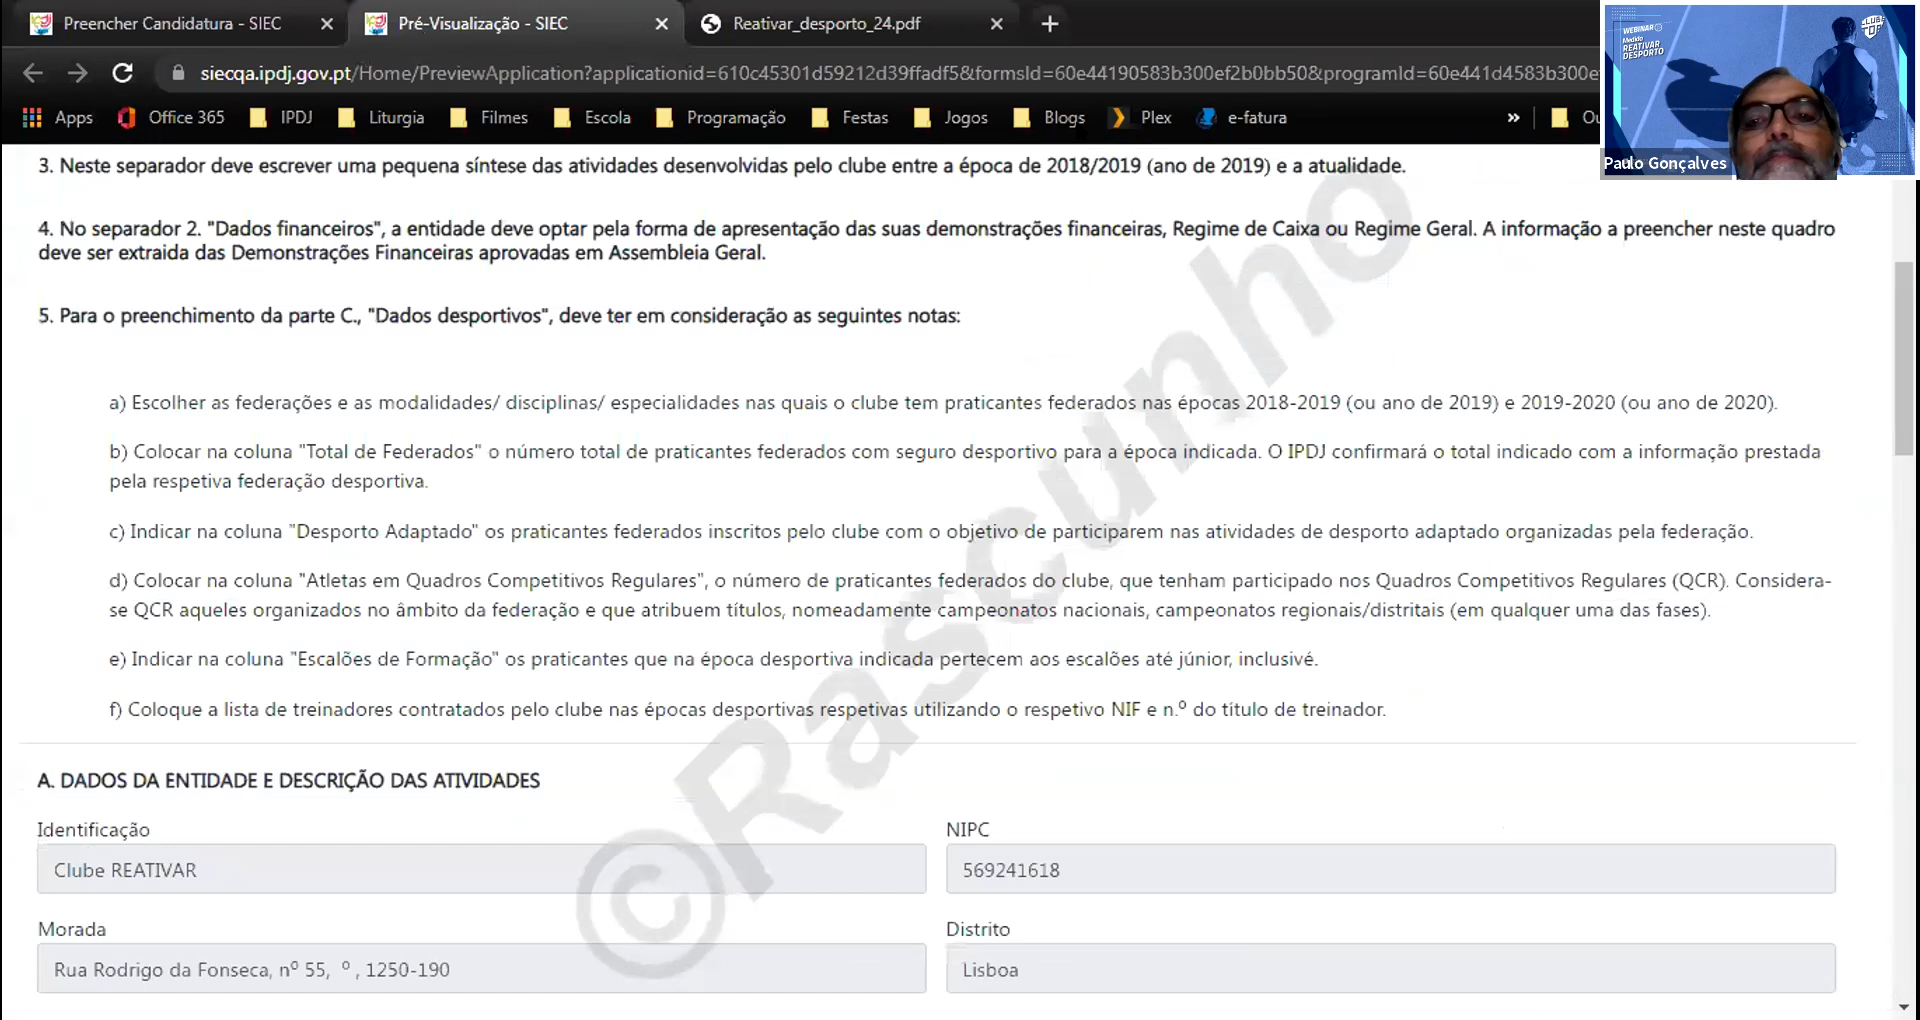 Preencher Candidatura - SIEC
Pré-Visualização - SIEC
Reativar_desporto_24.pdf
siecqa.ipdj.gov.pt/Home/PreviewApplication?applicationid=610c45301d59212d39ffadf5&formsId=60e44190583b300ef2b0bb50&programId=60e441d4583b300e
Apps
Office 365
IPDJ
Liturgia
Filmes
Escola
Programação
Festas
Jogos
Blogs
Plex
e-fatura
»
WEBINAR
Medida
REATIVAR
DESPORTO
CLUBE
TOP
Paulo Gonçalves
3. Neste separador deve escrever uma pequena síntese das atividades desenvolvidas pelo clube entre a época de 2018/2019 (ano de 2019) e a atualidade.
4. No separador 2. "Dados financeiros", a entidade deve optar pela forma de apresentação das suas demonstrações financeiras, Regime de Caixa ou Regime Geral. A informação a preencher neste quadro
deve ser extraida das Demonstrações Financeiras aprovadas em Assembleia Geral.
5. Para o preenchimento da parte C., "Dados desportivos", deve ter em consideração as seguintes notas:
a) Escolher as federações e as modalidades/ disciplinas/ especialidades nas quais o clube tem praticantes federados nas épocas 2018-2019 (ou ano de 2019) e 2019-2020 (ou ano de 2020).
b) Colocar na coluna "Total de Federados" o número total de praticantes federados com seguro desportivo para a época indicada. O IPDJ confirmará o total indicado com a informação prestada
pela respetiva federação desportiva.
c) Indicar na coluna "Desporto Adaptado" os praticantes federados inscritos pelo clube com o objetivo de participarem nas atividades de desporto adaptado organizadas pela federação.
d) Colocar na coluna "Atletas em Quadros Competitivos Regulares", o número de praticantes federados do clube, que tenham participado nos Quadros Competitivos Regulares (QCR). Considera-
se QCR aqueles organizados no âmbito da federação e que atribuem títulos, nomeadamente campeonatos nacionais, campeonatos regionais/distritais (em qualquer uma das fases).
e) Indicar na coluna "Escalões de Formação" os praticantes que na época desportiva indicada pertecem aos escalões até júnior, inclusivé.
f) Coloque a lista de treinadores contratados pelo clube nas épocas desportivas respetivas utilizando o respetivo NIF e n.º do título de treinador.
©Rascunho
A. DADOS DA ENTIDADE E DESCRIÇÃO DAS ATIVIDADES
Identificação
NIPC
Clube REATIVAR
569241618
Morada
Distrito
Rua Rodrigo da Fonseca, nº 55, º , 1250-190
Lisboa